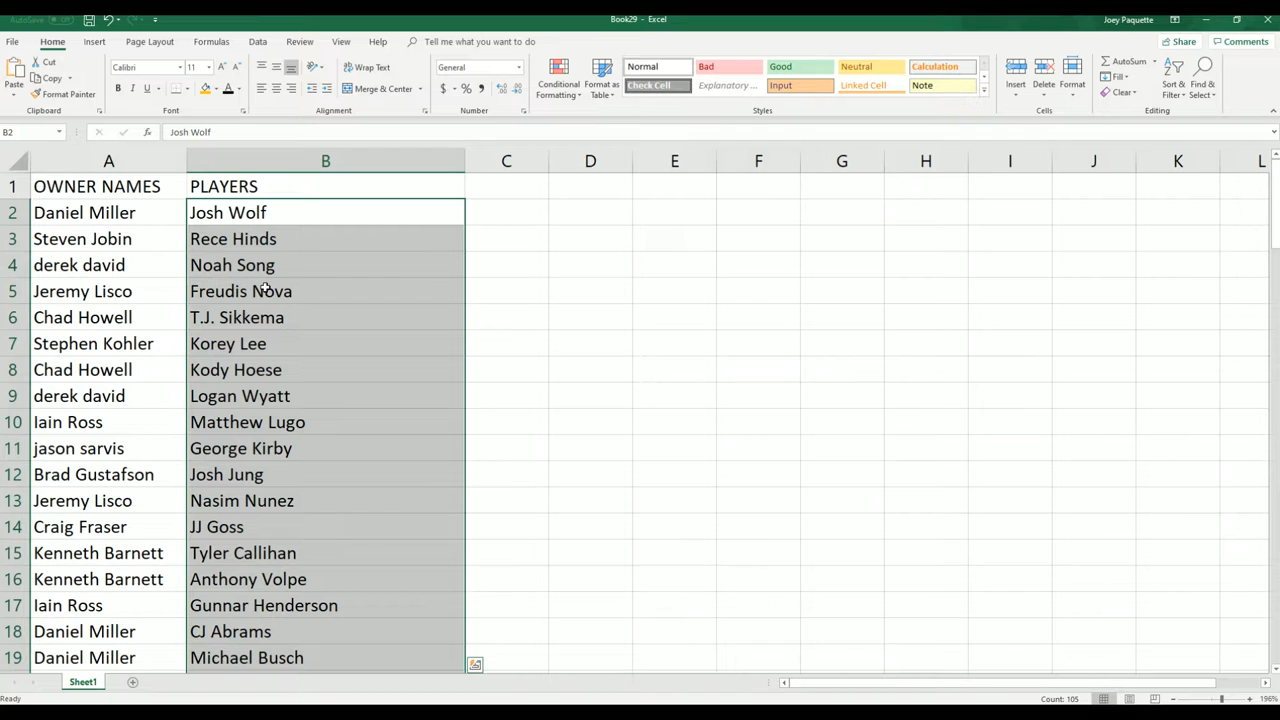 AutoSave Off
Book29 - Excel
Joey Paquette
File Home Insert Page Layout Formulas Data Review View Help Tell me what you want to do Share Comments
Cut
Copy
Format Painter
Paste
Clipboard
Calibri 11
B I U
Font
Wrap Text
Merge & Center
Alignment
General
$ %
Number
Conditional Formatting
Format as Table
Normal Bad Good Neutral Calculation
Check Cell Explanatory ... Input Linked Cell Note
Styles
Insert Delete Format
Cells
AutoSum
Fill
Clear
Sort & Filter
Find & Select
Editing
B2 fx Josh Wolf
A B C D E F G H I J K L
1 OWNER NAMES PLAYERS
2 Daniel Miller Josh Wolf
3 Steven Jobin Rece Hinds
4 derek david Noah Song
5 Jeremy Lisco Freudis Nova
6 Chad Howell T.J. Sikkema
7 Stephen Kohler Korey Lee
8 Chad Howell Kody Hoese
9 derek david Logan Wyatt
10 Iain Ross Matthew Lugo
11 jason sarvis George Kirby
12 Brad Gustafson Josh Jung
13 Jeremy Lisco Nasim Nunez
14 Craig Fraser JJ Goss
15 Kenneth Barnett Tyler Callihan
16 Kenneth Barnett Anthony Volpe
17 Iain Ross Gunnar Henderson
18 Daniel Miller CJ Abrams
19 Daniel Miller Michael Busch
Sheet1
Ready Count: 105 196%